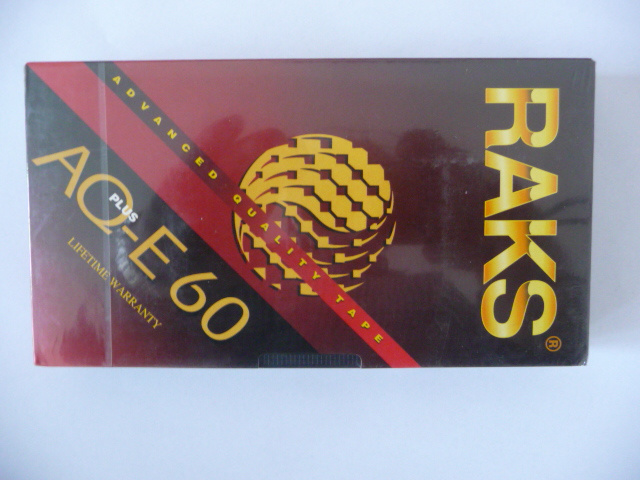 ADVANCED QUALITY TAPE
AQ-E 60
PLUS
LIFETIME WARRANTY
RAKS®